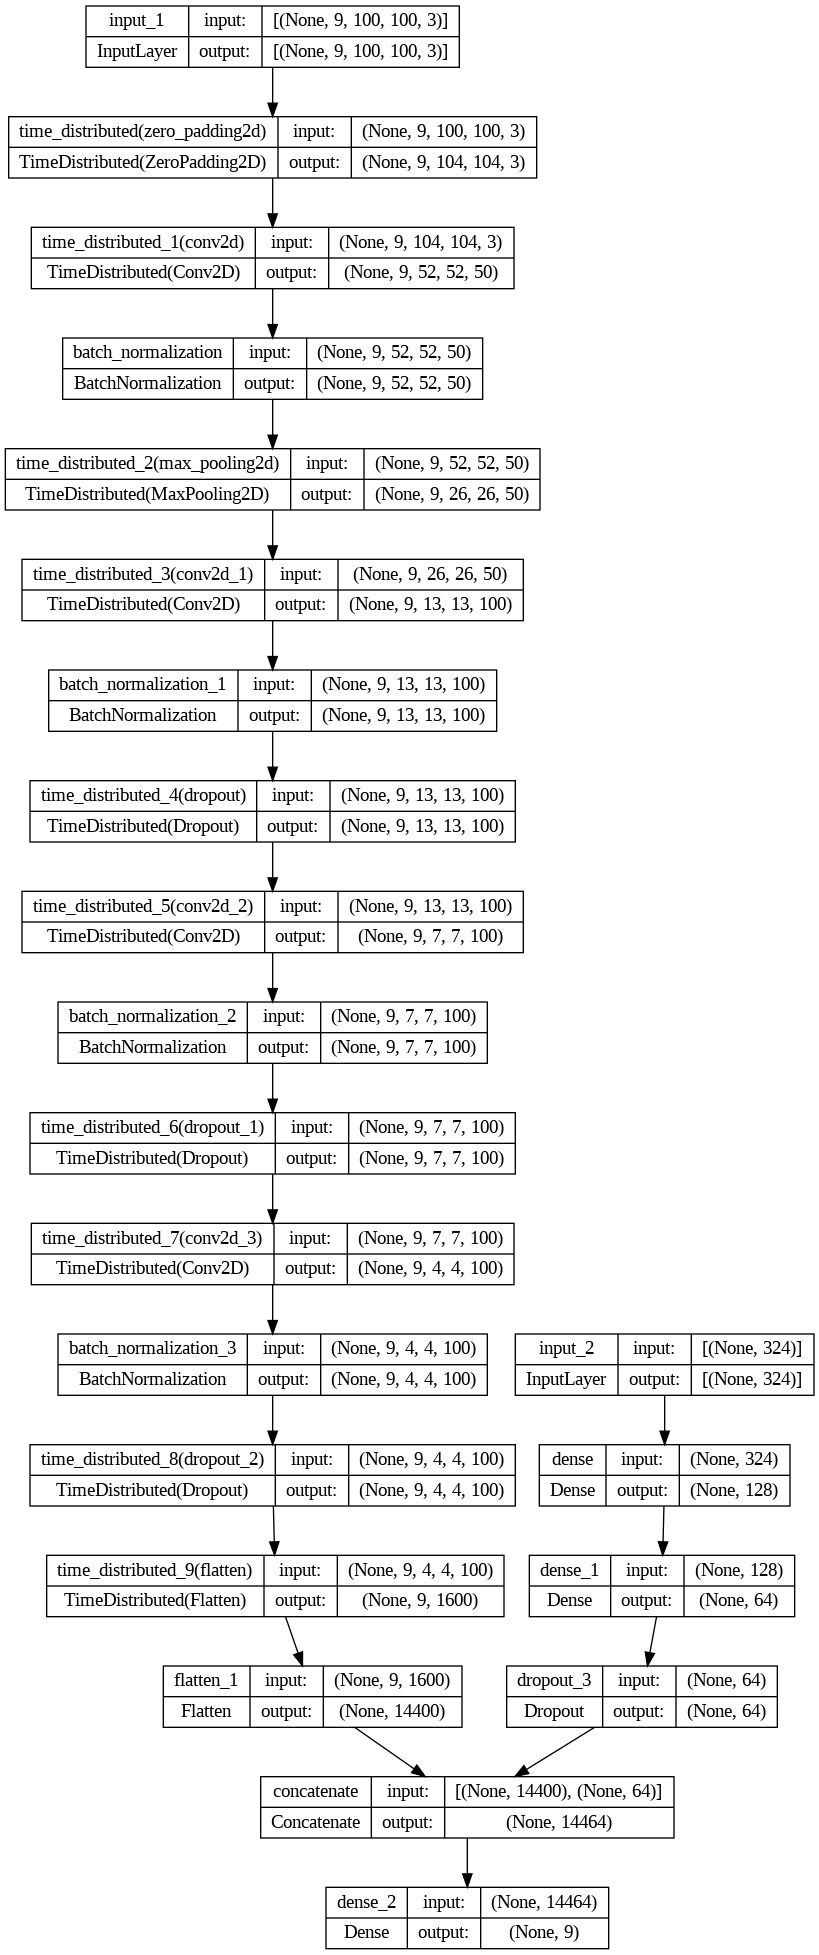 input_1 input: [(None, 9, 100, 100, 3)]
InputLayer output: [(None, 9, 100, 100, 3)]
time_distributed(zero_padding2d) input: (None, 9, 100, 100, 3)
TimeDistributed(ZeroPadding2D) output: (None, 9, 104, 104, 3)
time_distributed_1(conv2d) input: (None, 9, 104, 104, 3)
TimeDistributed(Conv2D) output: (None, 9, 52, 52, 50)
batch_normalization input: (None, 9, 52, 52, 50)
BatchNormalization output: (None, 9, 52, 52, 50)
time_distributed_2(max_pooling2d) input: (None, 9, 52, 52, 50)
TimeDistributed(MaxPooling2D) output: (None, 9, 26, 26, 50)
time_distributed_3(conv2d_1) input: (None, 9, 26, 26, 50)
TimeDistributed(Conv2D) output: (None, 9, 13, 13, 100)
batch_normalization_1 input: (None, 9, 13, 13, 100)
BatchNormalization output: (None, 9, 13, 13, 100)
time_distributed_4(dropout) input: (None, 9, 13, 13, 100)
TimeDistributed(Dropout) output: (None, 9, 13, 13, 100)
time_distributed_5(conv2d_2) input: (None, 9, 13, 13, 100)
TimeDistributed(Conv2D) output: (None, 9, 7, 7, 100)
batch_normalization_2 input: (None, 9, 7, 7, 100)
BatchNormalization output: (None, 9, 7, 7, 100)
time_distributed_6(dropout_1) input: (None, 9, 7, 7, 100)
TimeDistributed(Dropout) output: (None, 9, 7, 7, 100)
time_distributed_7(conv2d_3) input: (None, 9, 7, 7, 100)
TimeDistributed(Conv2D) output: (None, 9, 4, 4, 100)
batch_normalization_3 input: (None, 9, 4, 4, 100)
BatchNormalization output: (None, 9, 4, 4, 100)
input_2 input: [(None, 324)]
InputLayer output: [(None, 324)]
time_distributed_8(dropout_2) input: (None, 9, 4, 4, 100)
TimeDistributed(Dropout) output: (None, 9, 4, 4, 100)
dense input: (None, 324)
Dense output: (None, 128)
time_distributed_9(flatten) input: (None, 9, 4, 4, 100)
TimeDistributed(Flatten) output: (None, 9, 1600)
dense_1 input: (None, 128)
Dense output: (None, 64)
flatten_1 input: (None, 9, 1600)
Flatten output: (None, 14400)
dropout_3 input: (None, 64)
Dropout output: (None, 64)
concatenate input: [(None, 14400), (None, 64)]
Concatenate output: (None, 14464)
dense_2 input: (None, 14464)
Dense output: (None, 9)